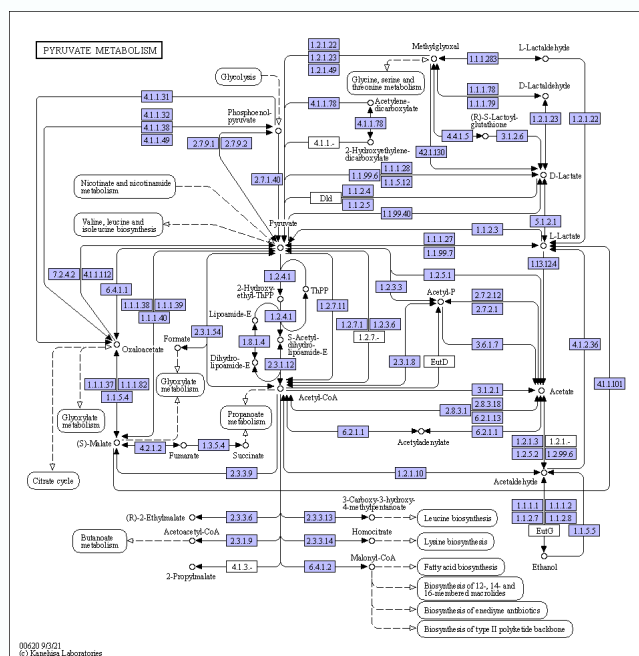 PYRUVATE METABOLISM
1.2.1.22
1.2.1.23
1.2.1.49
Methylglyoxal
1.1.1.283
L-Lactaldehyde
Glycolysis
Glycine, serine and
threonine metabolism
1.1.1.78
1.1.1.79
D-Lactaldehyde
4.1.1.31
4.1.1.32
4.1.1.38
4.1.1.49
Phosphoenol-
pyruvate
4.1.1.78
Acetylene-
dicarboxylate
4.1.1.78
(R)-S-Lactoyl-
glutathione
1.2.1.23
1.2.1.22
2.7.9.1
2.7.9.2
4.1.1.-
2-Hydroxyethylene-
dicarboxylate
4.4.1.5
3.1.2.6
4.2.1.130
1.1.1.28
1.1.99.6
1.1.5.12
D-Lactate
2.7.1.40
Nicotinate and nicotinamide
metabolism
Dld
1.1.2.4
1.1.2.5
1.1.99.40
Valine, leucine and
isoleucine biosynthesis
Pyruvate
1.1.2.3
5.1.2.1
L-Lactate
1.1.1.27
1.1.99.7
1.13.12.4
7.2.4.2
4.1.1.112
6.4.1.1
1.2.4.1
2-Hydroxy-
ethyl-ThPP
ThPP
1.2.5.1
1.2.3.3
Acetyl-P
2.7.2.12
2.7.2.1
1.1.1.38
1.1.1.39
1.1.1.40
Lipoamide-E
1.2.4.1
1.2.7.11
1.2.7.1
1.2.3.6
1.2.7.-
Formate
2.3.1.54
1.8.1.4
S-Acetyl-
dihydro-
lipoamide-E
Oxaloacetate
Dihydro-
lipoamide-E
2.3.1.12
2.3.1.8
EutD
3.6.1.7
4.1.2.36
Glyoxylate
metabolism
1.1.1.37
1.1.1.82
1.1.5.4
Acetyl-CoA
3.1.2.1
Acetate
4.1.1.101
Glyoxylate
metabolism
Propanoate
metabolism
2.8.3.1
2.8.3.18
6.2.1.13
6.2.1.1
6.2.1.1
Acetyladenylate
(S)-Malate
4.2.1.2
Fumarate
1.3.5.4
Succinate
1.2.1.3
1.2.1.-
1.2.5.2
1.2.99.6
Citrate cycle
2.3.3.9
1.2.1.10
Acetaldehyde
(R)-2-Ethylmalate
2.3.3.6
2.3.3.13
3-Carboxy-3-hydroxy-
4-methylpentanoate
Leucine biosynthesis
1.1.1.1
1.1.1.2
1.1.2.7
1.1.2.8
EutG
1.1.5.5
Butanoate
metabolism
Acetoacetyl-CoA
2.3.1.9
2.3.3.14
Homocitrate
Lysine biosynthesis
Ethanol
2-Propylmalate
4.1.3.-
6.4.1.2
Malonyl-CoA
Fatty acid biosynthesis
Biosynthesis of 12-, 14- and
16-membered macrolides
Biosynthesis of enediyne antibiotics
Biosynthesis of type II polyketide backbone
00620 9/3/21
(c) Kanehisa Laboratories